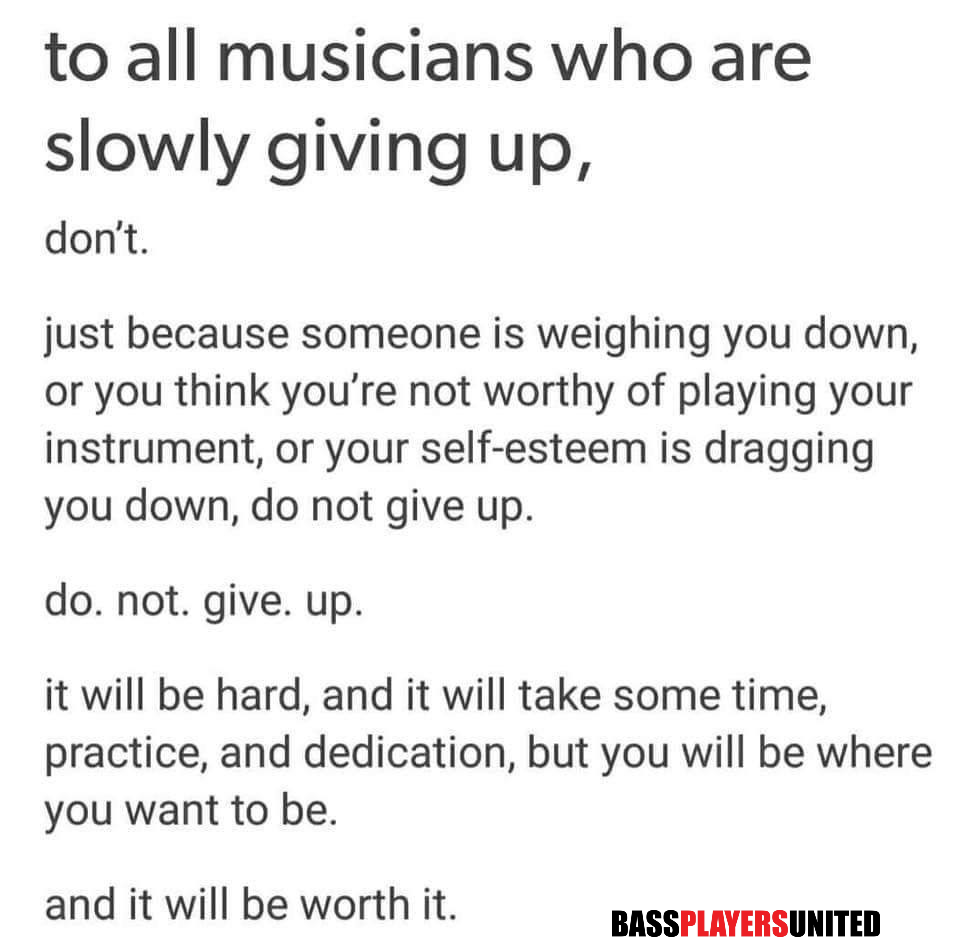 to all musicians who are
slowly giving up,
don’t.
just because someone is weighing you down,
or you think you’re not worthy of playing your
instrument, or your self-esteem is dragging
you down, do not give up.
do. not. give. up.
it will be hard, and it will take some time,
practice, and dedication, but you will be where
you want to be.
and it will be worth it.
BASSPLAYERSUNITED